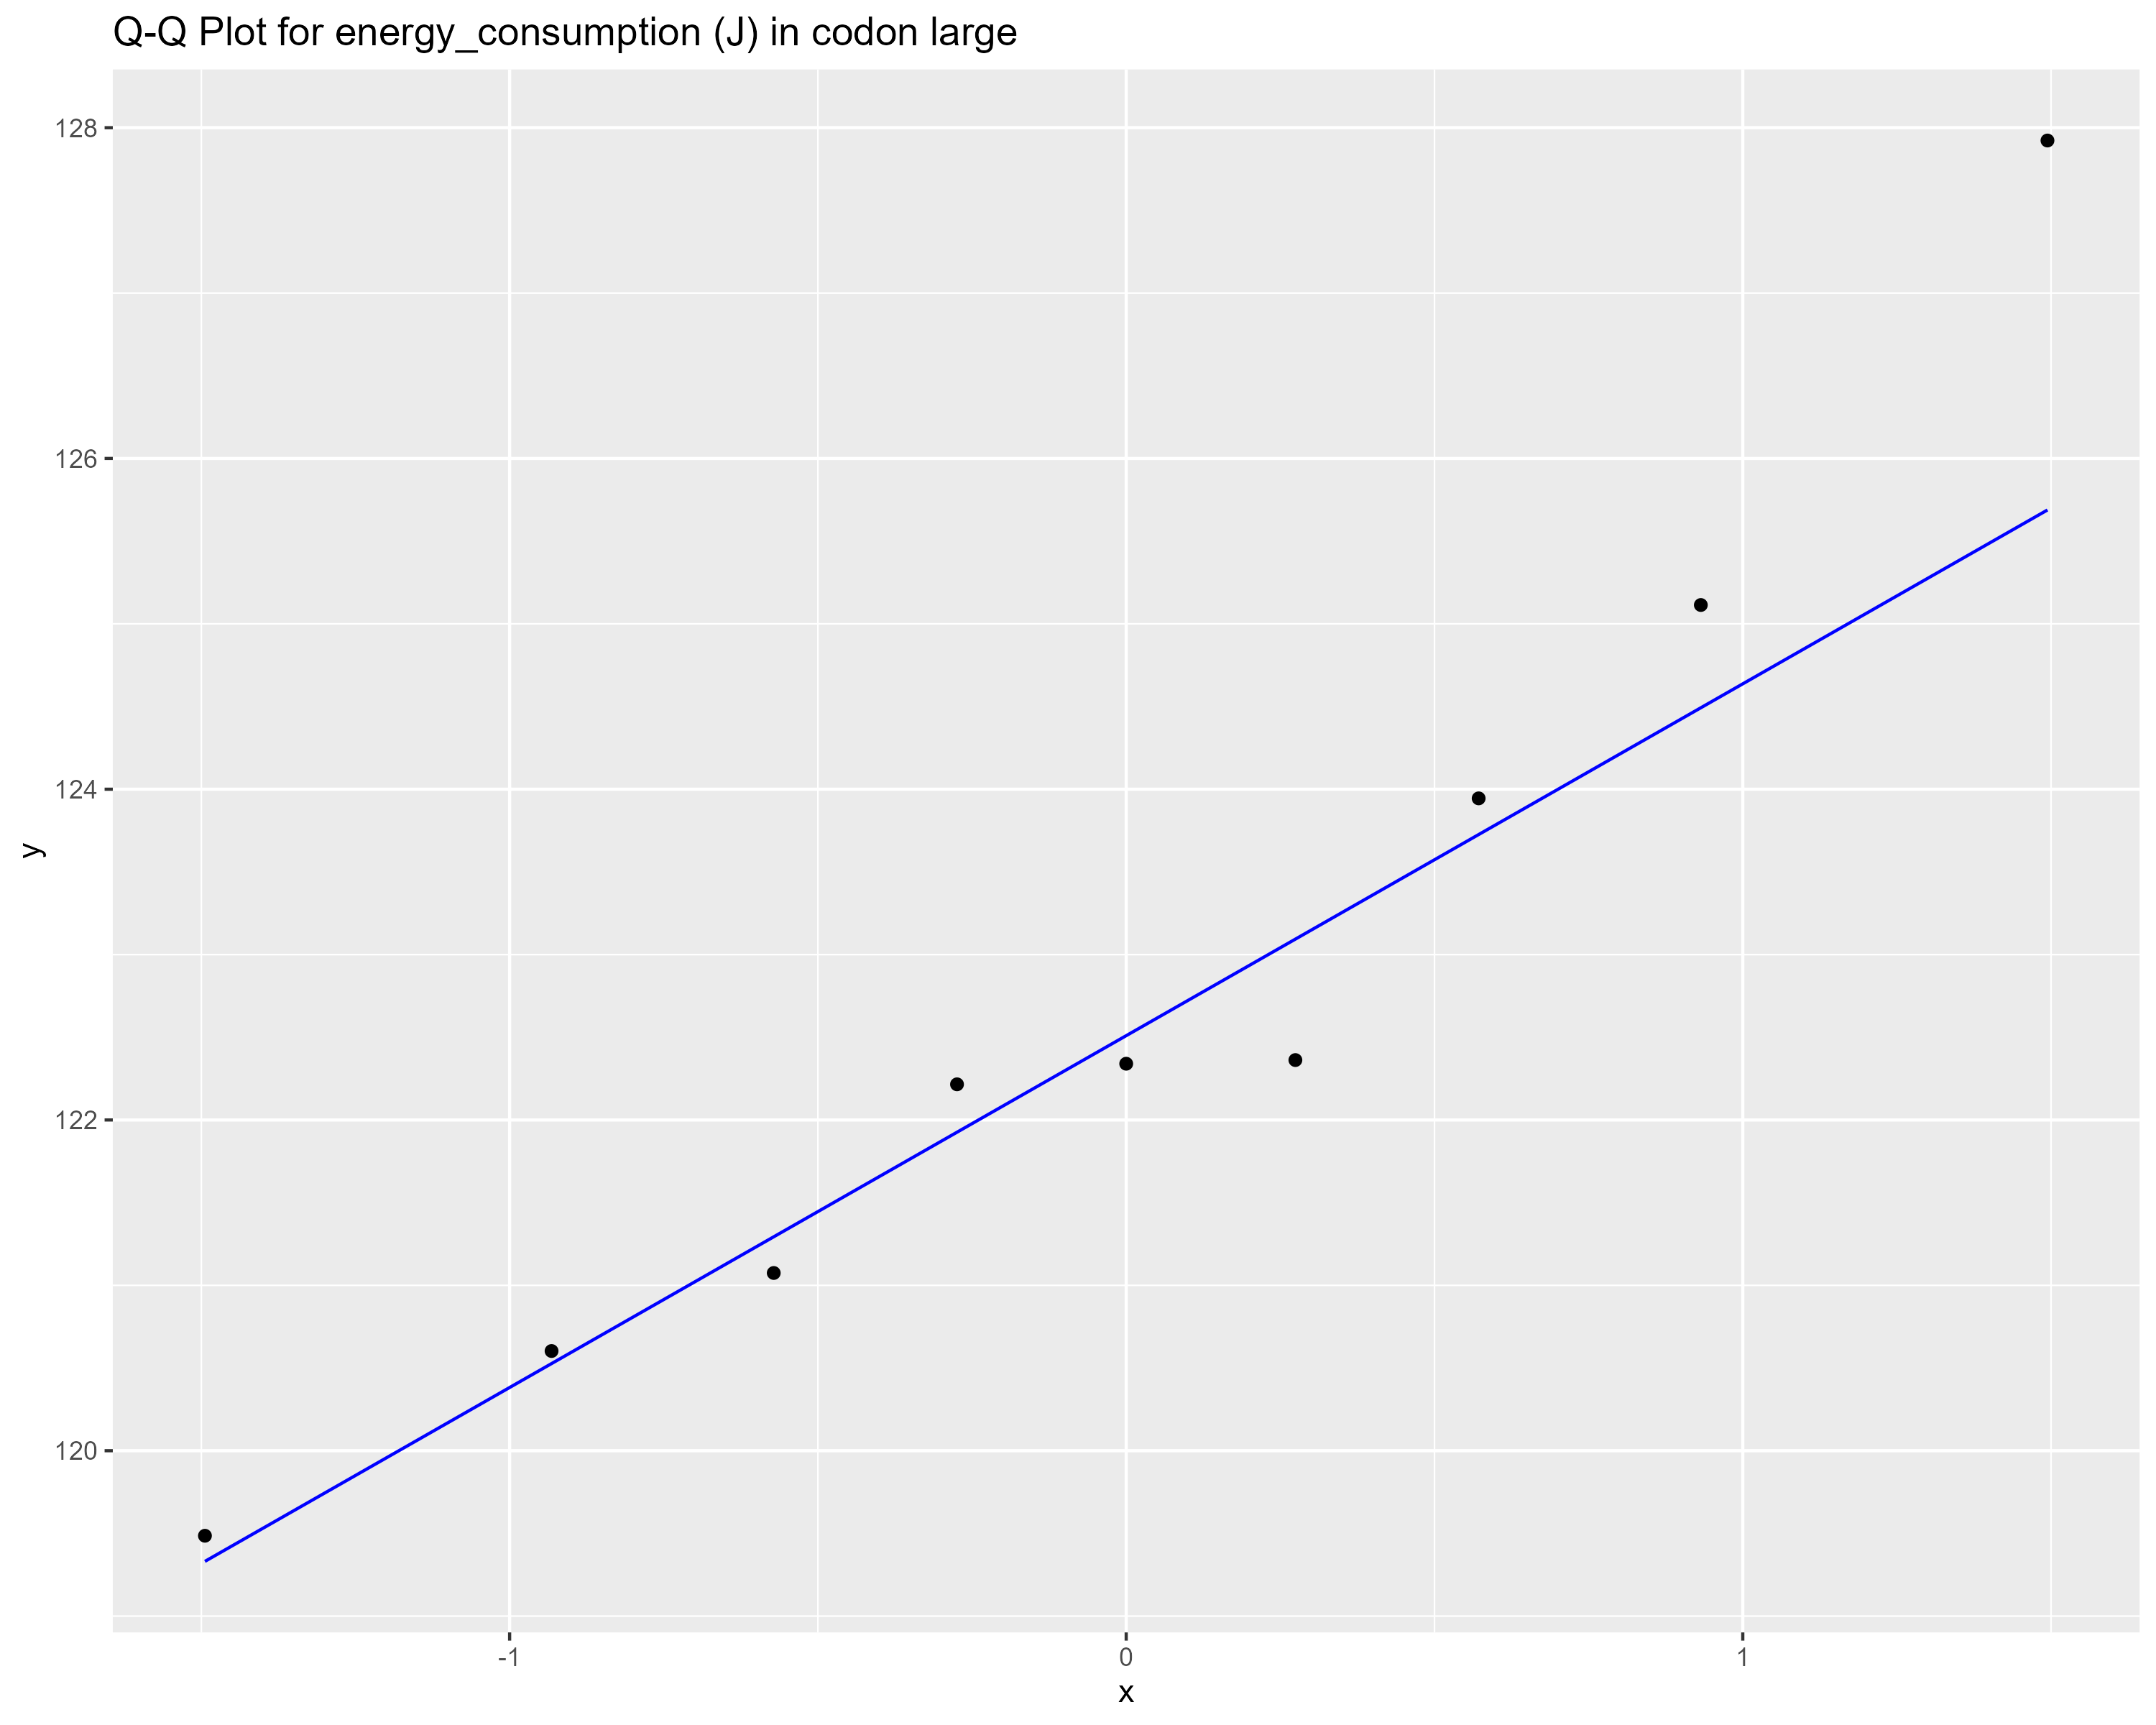 Q-Q Plot for energy_consumption (J) in codon large
128
126
124
122
120
y
-1
0
1
x